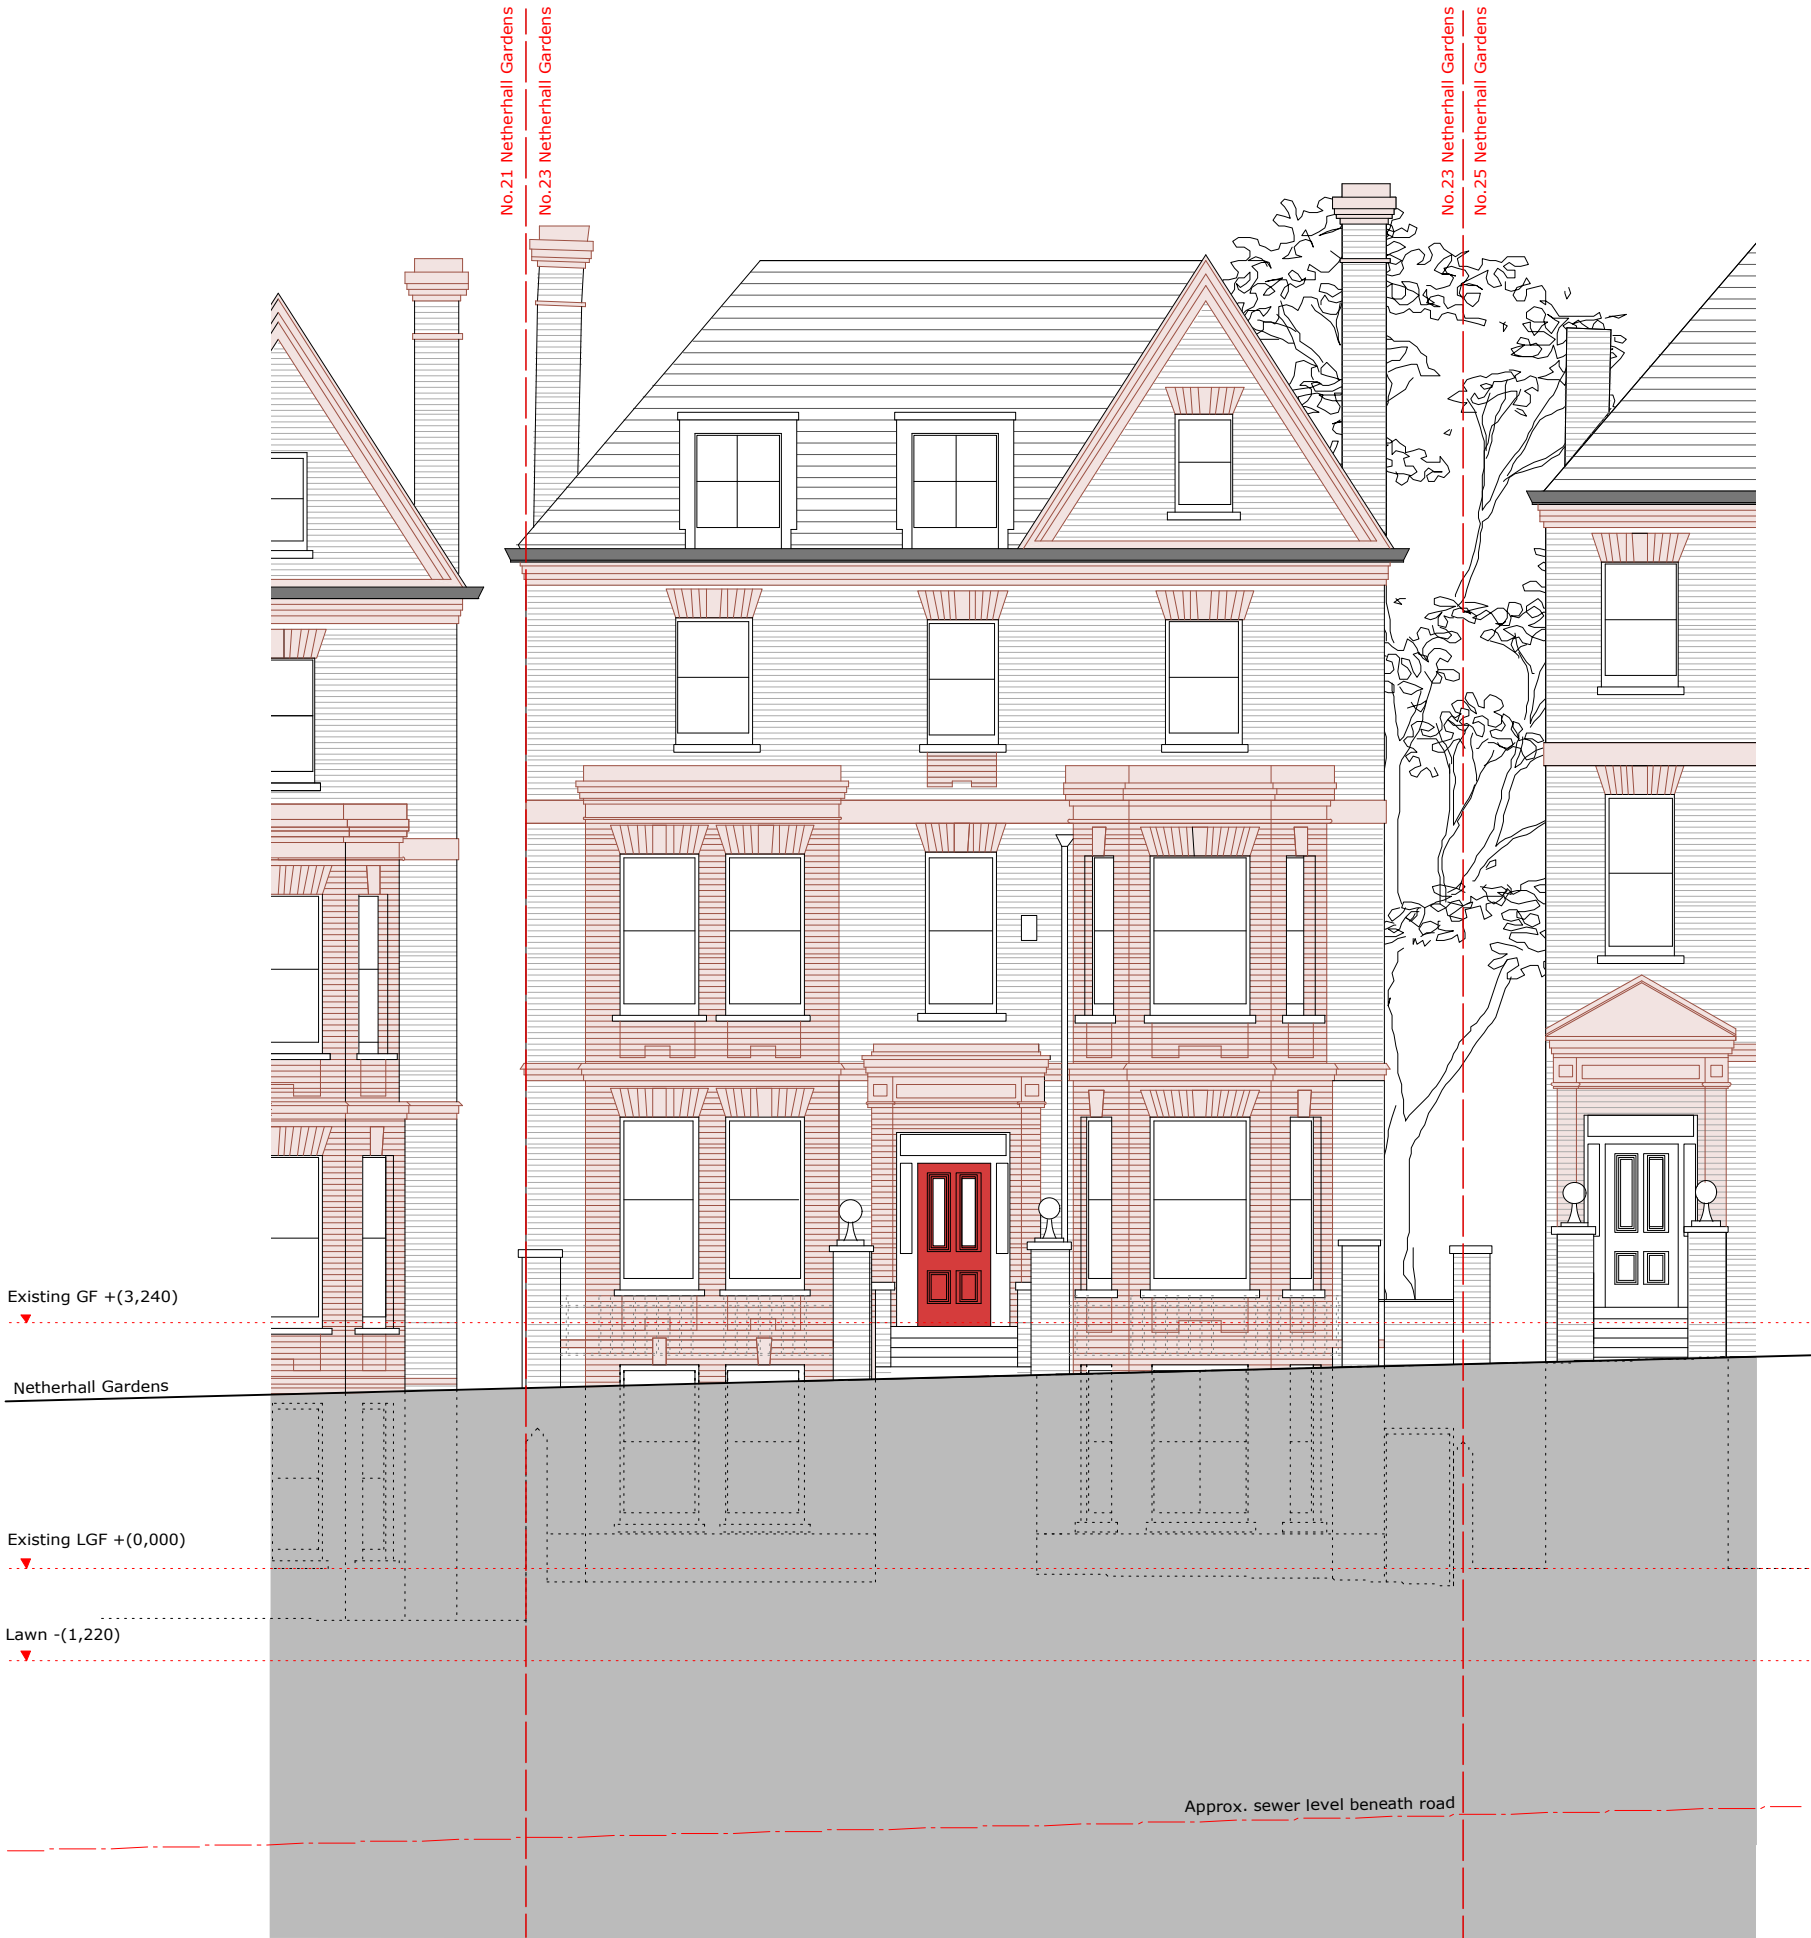 No.21 Netherhall Gardens
No.23 Netherhall Gardens
No.23 Netherhall Gardens
No.25 Netherhall Gardens
Existing GF +(3,240)
Netherhall Gardens
Existing LGF +(0,000)
Lawn -(1,220)
Approx. sewer level beneath road